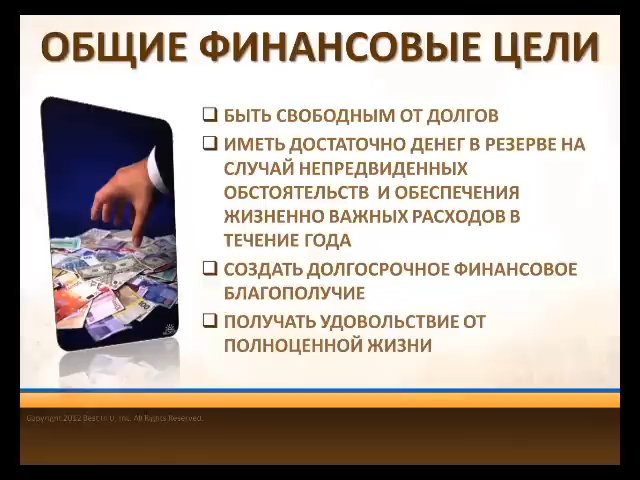 ОБЩИЕ ФИНАНСОВЫЕ ЦЕЛИ
БЫТЬ СВОБОДНЫМ ОТ ДОЛГОВ
ИМЕТЬ ДОСТАТОЧНО ДЕНЕГ В РЕЗЕРВЕ НА
СЛУЧАЙ НЕПРЕДВИДЕННЫХ
ОБСТОЯТЕЛЬСТВ И ОБЕСПЕЧЕНИЯ
ЖИЗНЕННО ВАЖНЫХ РАСХОДОВ В
ТЕЧЕНИЕ ГОДА
СОЗДАТЬ ДОЛГОСРОЧНОЕ ФИНАНСОВОЕ
БЛАГОПОЛУЧИЕ
ПОЛУЧАТЬ УДОВОЛЬСТВИЕ ОТ
ПОЛНОЦЕННОЙ ЖИЗНИ
Copyright 2012 Best Inc. All Rights Reserved.